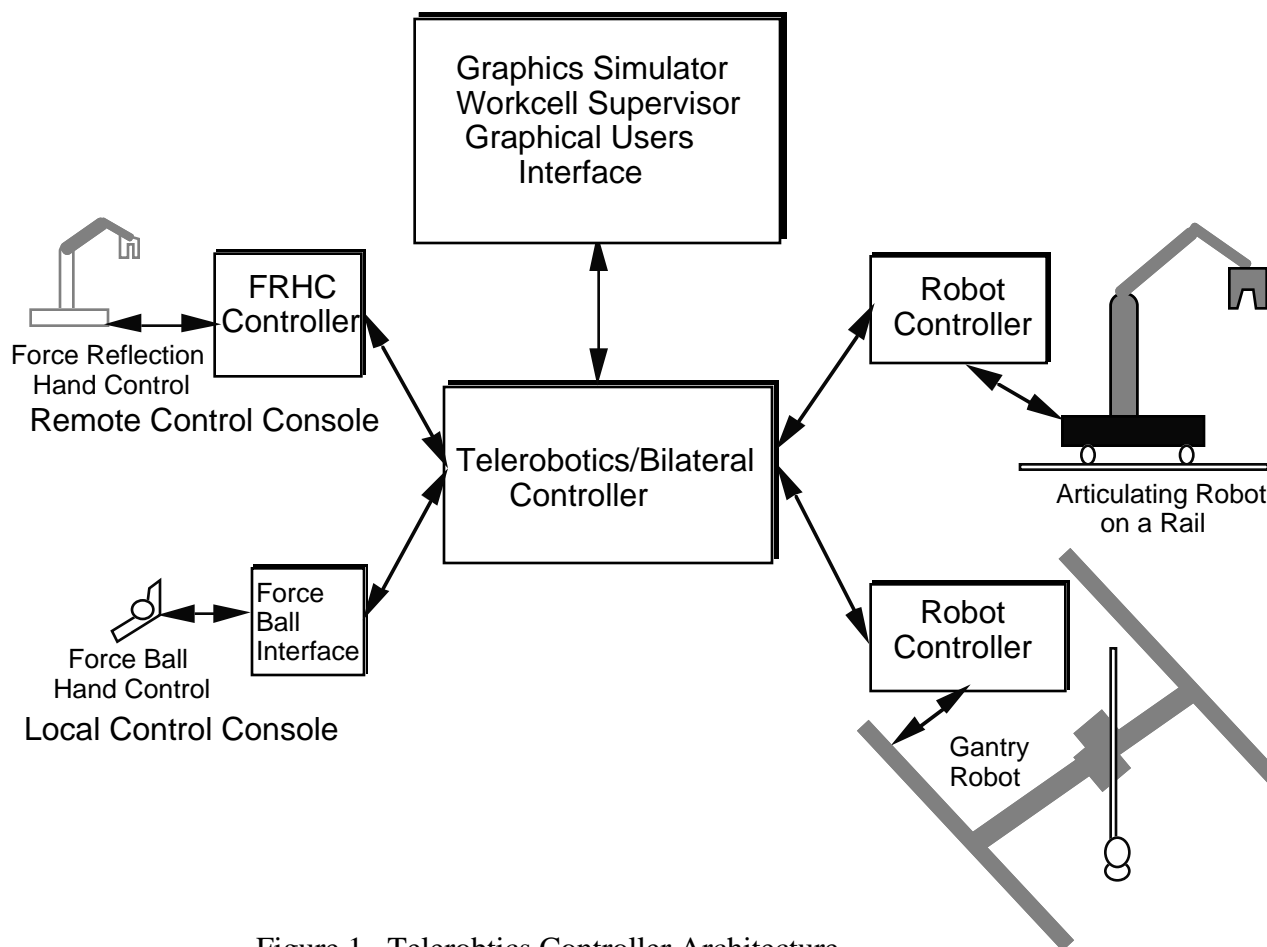 Graphics Simulator
Workcell Supervisor
Graphical Users
Interface
FRHC
Controller
Force Reflection
Hand Control
Remote Control Console
Robot
Controller
Articulating Robot
on a Rail
Telerobotics/Bilateral
Controller
Force
Ball
Interface
Force Ball
Hand Control
Local Control Console
Robot
Controller
Gantry
Robot
Figure 1. Telerobtics Controller Architecture